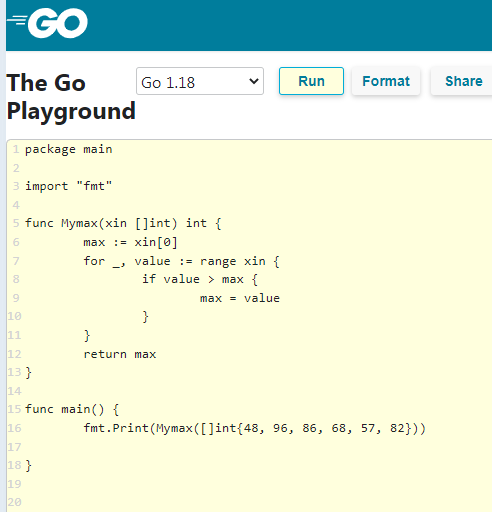 GO
The Go
Playground
Go 1.18
Run
Format
Share
1 package main
2
3 import "fmt"
4
5 func Mymax(xin []int) int {
6         max := xin[0]
7         for _, value := range xin {
8                 if value > max {
9                         max = value
10                 }
11         }
12         return max
13 }
14
15 func main() {
16         fmt.Print(Mymax([]int{48, 96, 86, 68, 57, 82}))
17
18 }
19
20